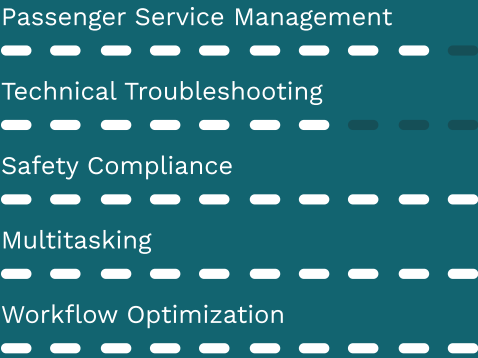 Passenger Service Management
Technical Troubleshooting
Safety Compliance
Multitasking
Workflow Optimization